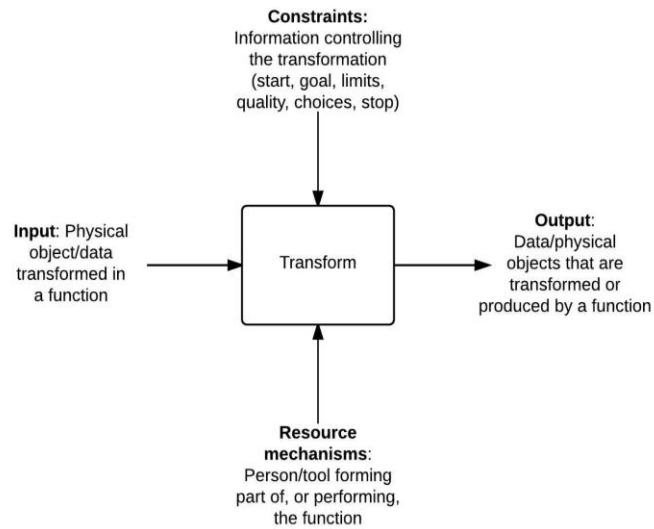 Constraints:
Information controlling
the transformation
(start, goal, limits,
quality, choices, stop)
Input: Physical
object/data
transformed in
a function
Transform
Output:
Data/physical
objects that are
transformed or
produced by a function
Resource
mechanisms:
Person/tool forming
part of, or performing,
the function